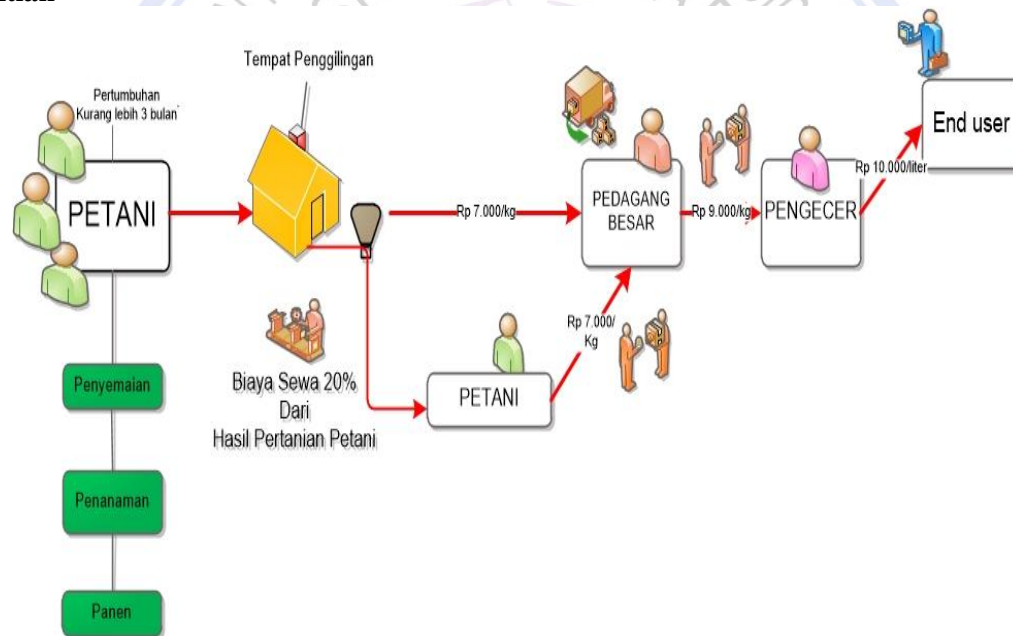 Tempat Penggilingan
Pertumbuhan
Kurang lebih 3 bulan
PETANI
Penyemaian
Penanaman
Panen
Biaya Sewa 20%
Dari
Hasil Pertanian Petani
Rp 7.000/kg
PETANI
Rp 7.000/
Kg
PEDAGANG
BESAR
Rp 9.000/kg
PENGECER
Rp 10.000/liter
End user